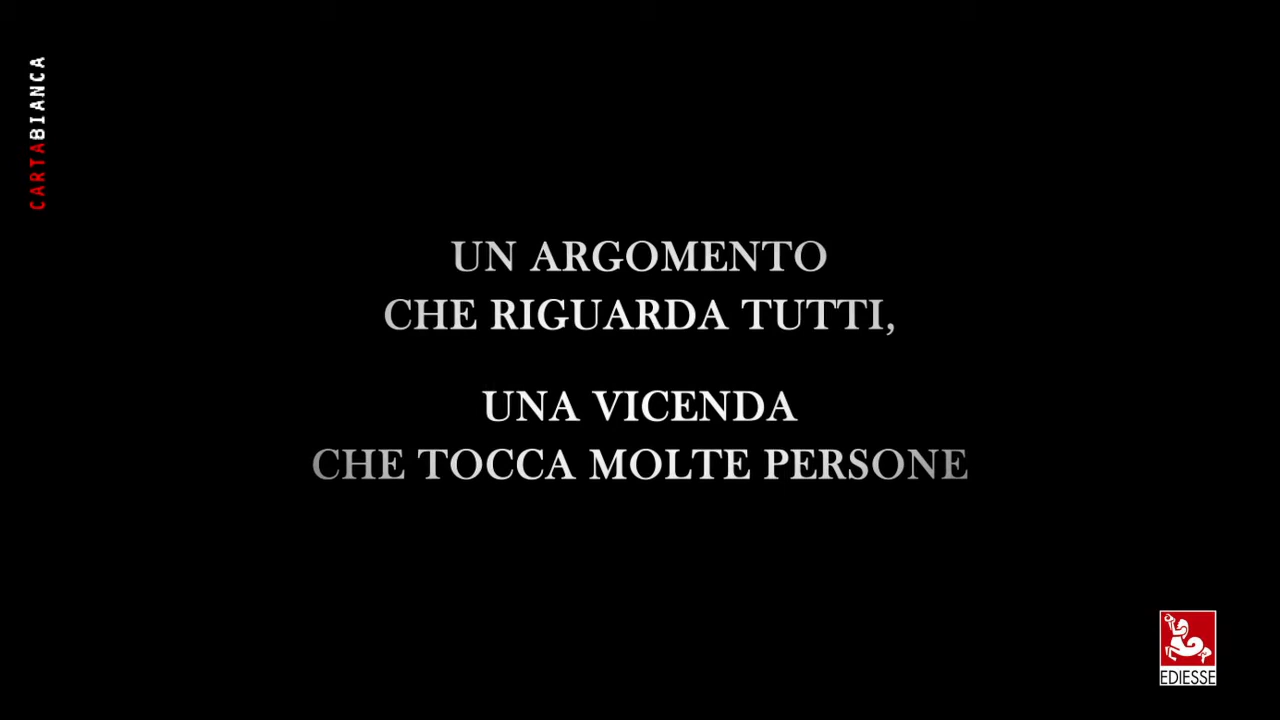 CARTABIANCA
UN ARGOMENTO
CHE RIGUARDA TUTTI,
UNA VICENDA
CHE TOCCA MOLTE PERSONE
EDIESSE